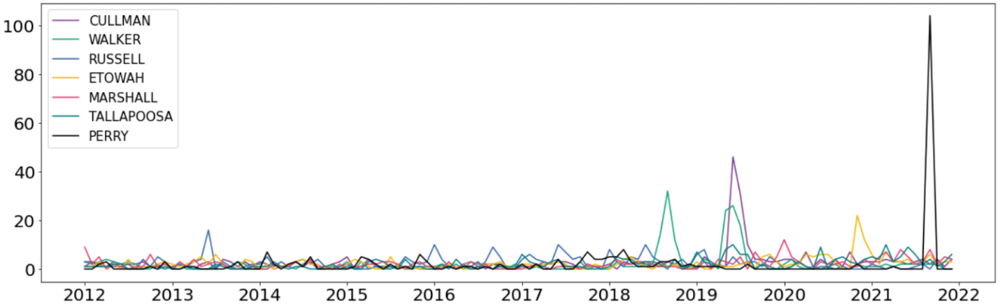 CULLMAN
WALKER
RUSSELL
ETOWAH
MARSHALL
TALLAPOOSA
PERRY
100
80
60
40
20
0
2012 2013 2014 2015 2016 2017 2018 2019 2020 2021 2022